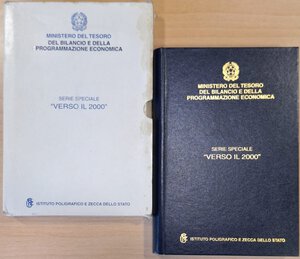 MINISTERO DEL TESORO
DEL BILANCIO E DELLA
PROGRAMMAZIONE ECONOMICA
SERIE SPECIALE
"VERSO IL 2000"
ISTITUTO POLIGRAFICO E ZECCA DELLO STATO
MINISTERO DEL TESORO
DEL BILANCIO E DELLA
PROGRAMMAZIONE ECONOMICA
SERIE SPECIALE
"VERSO IL 2000"
ISTITUTO POLIGRAFICO E ZECCA DELLO STATO